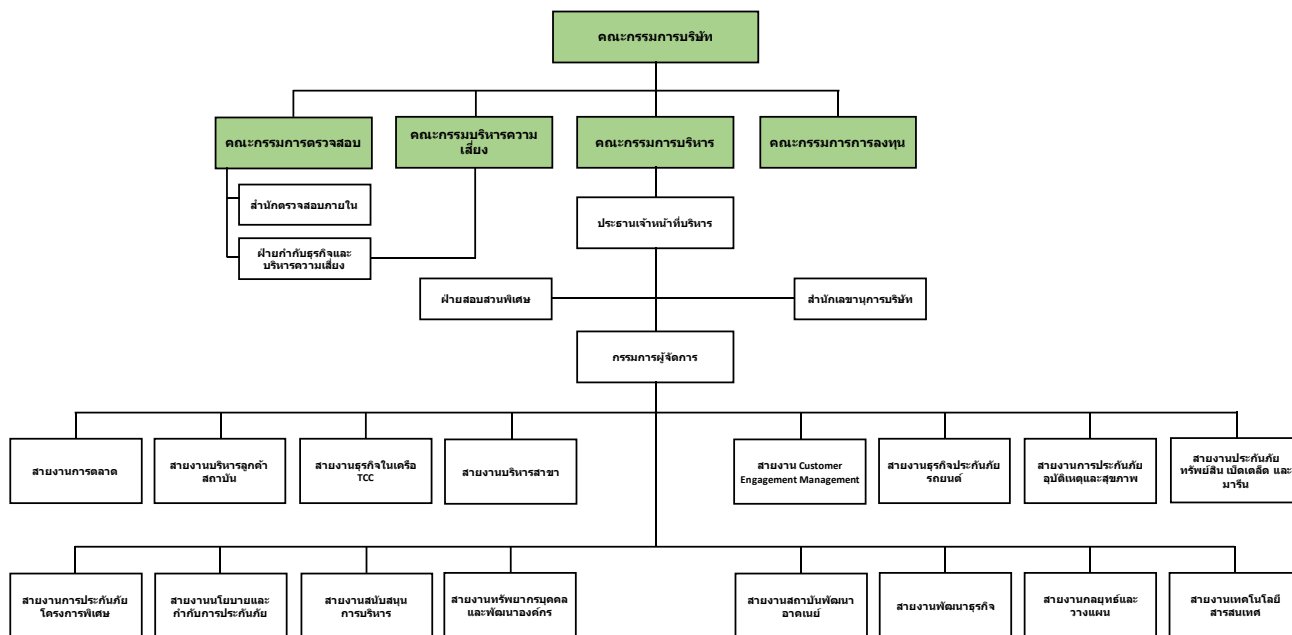 คณะกรรมการบริษัท
คณะกรรมการตรวจสอบ
คณะกรรมบริหารความ
เสี่ยง
คณะกรรมการบริหาร
คณะกรรมการการลงทุน
สำนักตรวจสอบภายใน
ประธานเจ้าหน้าที่บริหาร
ฝ่ายกำกับธุรกิจและ
บริหารความเสี่ยง
ฝ่ายสอบสวนพิเศษ
สำนักเลขานุการบริษัท
กรรมการผู้จัดการ
สายงานการตลาด
สายงานบริหารลูกค้า
สถาบัน
สายงานธุรกิจในเครือ
TCC
สายงานบริหารสาขา
สายงาน Customer
Engagement Management
สายงานธุรกิจประกันภัย
รถยนต์
สายงานการประกันภัย
อุบัติเหตุและสุขภาพ
สายงานประกันภัย
ทรัพย์สิน เบ็ดเตล็ด และ
มารีน
สายงานการประกันภัย
โครงการพิเศษ
สายงานนโยบายและ
กำกับการประกันภัย
สายงานสนับสนุน
การบริหาร
สายงานทรัพยากรบุคคล
และพัฒนาองค์กร
สายงานสถาบันพัฒนา
อาคเนย์
สายงานพัฒนาธุรกิจ
สายงานกลยุทธ์และ
วางแผน
สายงานเทคโนโลยี
สารสนเทศ